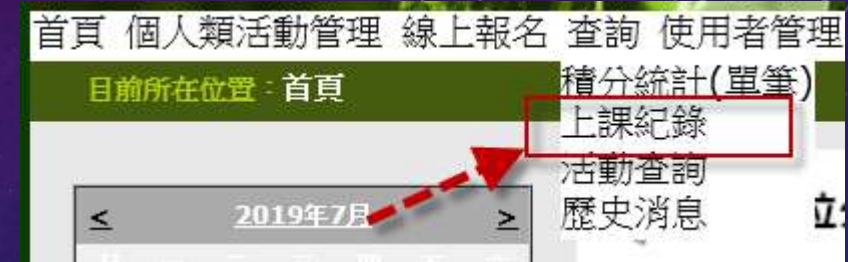 首頁 個人類活動管理 線上報名 查詢 使用者管理
目前所在位置：首頁
積分統計(單筆)
上課紀錄
活動查詢
歷史消息
< 2019年7月 >